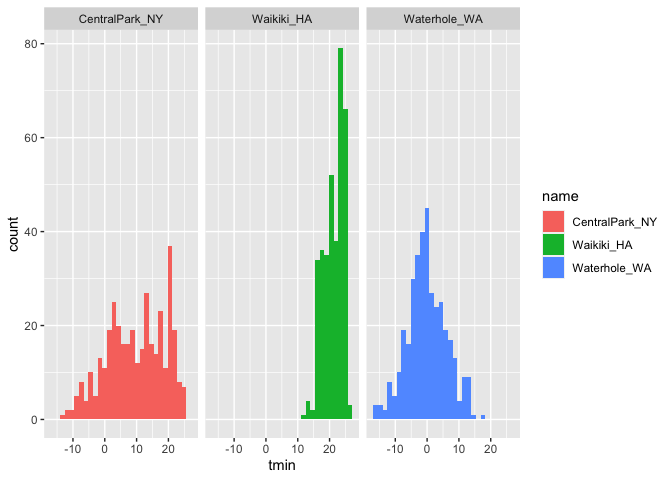 CentralPark_NY Waikiki_HA Waterhole_WA
80
60
40
20
0
-10 0 10 20 -10 0 10 20 -10 0 10 20
tmin
count
name
CentralPark_NY
Waikiki_HA
Waterhole_WA